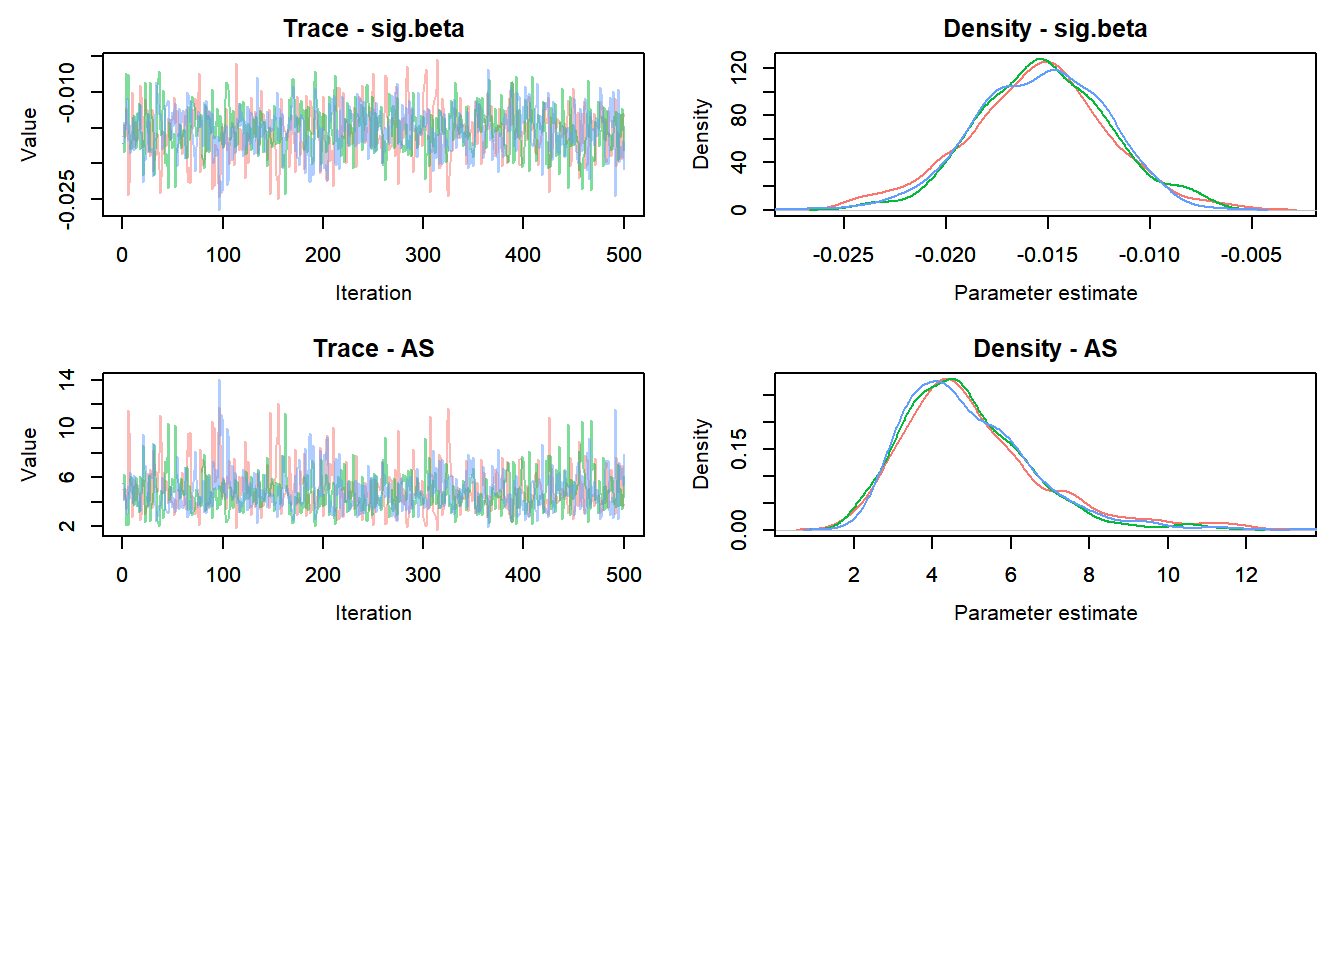 Trace - sig.beta
Value
-0.010
-0.025
0 100 200 300 400 500
Iteration
Density - sig.beta
Density
120
80
40
0
-0.025 -0.020 -0.015 -0.010 -0.005
Parameter estimate
Trace - AS
Value
14
10
6
2
0 100 200 300 400 500
Iteration
Density - AS
Density
0.15
0.00
2 4 6 8 10 12
Parameter estimate